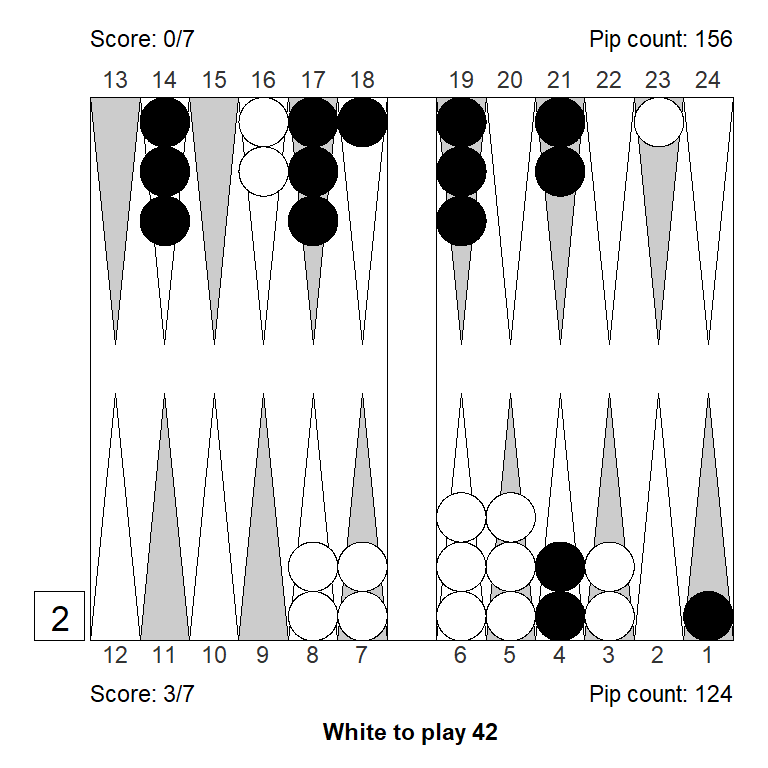 Score: 0/7 Pip count: 156
13 14 15 16 17 18 19 20 21 22 23 24
2
12 11 10 9 8 7 6 5 4 3 2 1
Score: 3/7 Pip count: 124
White to play 42